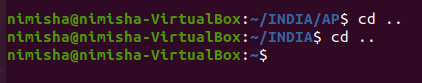 nimisha@nimisha-VirtualBox:~/INDIA/AP$ cd ..
nimisha@nimisha-VirtualBox:~/INDIA$ cd ..
nimisha@nimisha-VirtualBox:~$